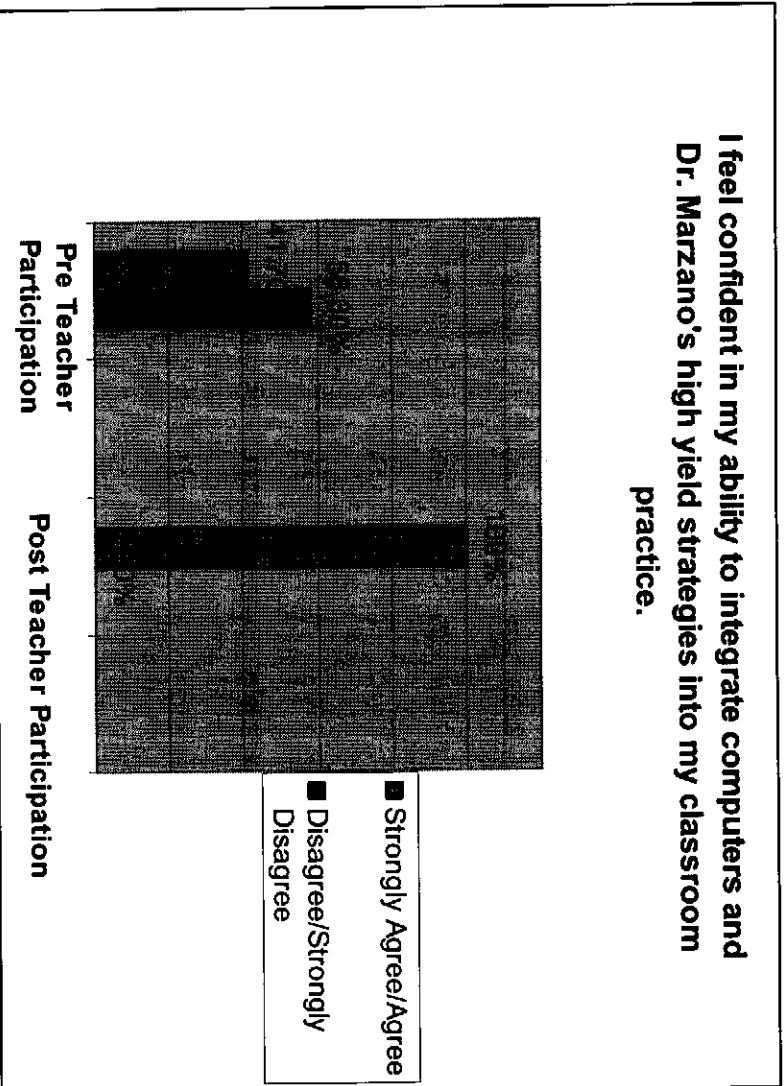 I feel confident in my ability to integrate computers and
Dr. Marzano's high yield strategies into my classroom
practice.
100%
0%
Pre Teacher
Participation
Post Teacher Participation
Strongly Agree/Agree
Disagree/Strongly
Disagree